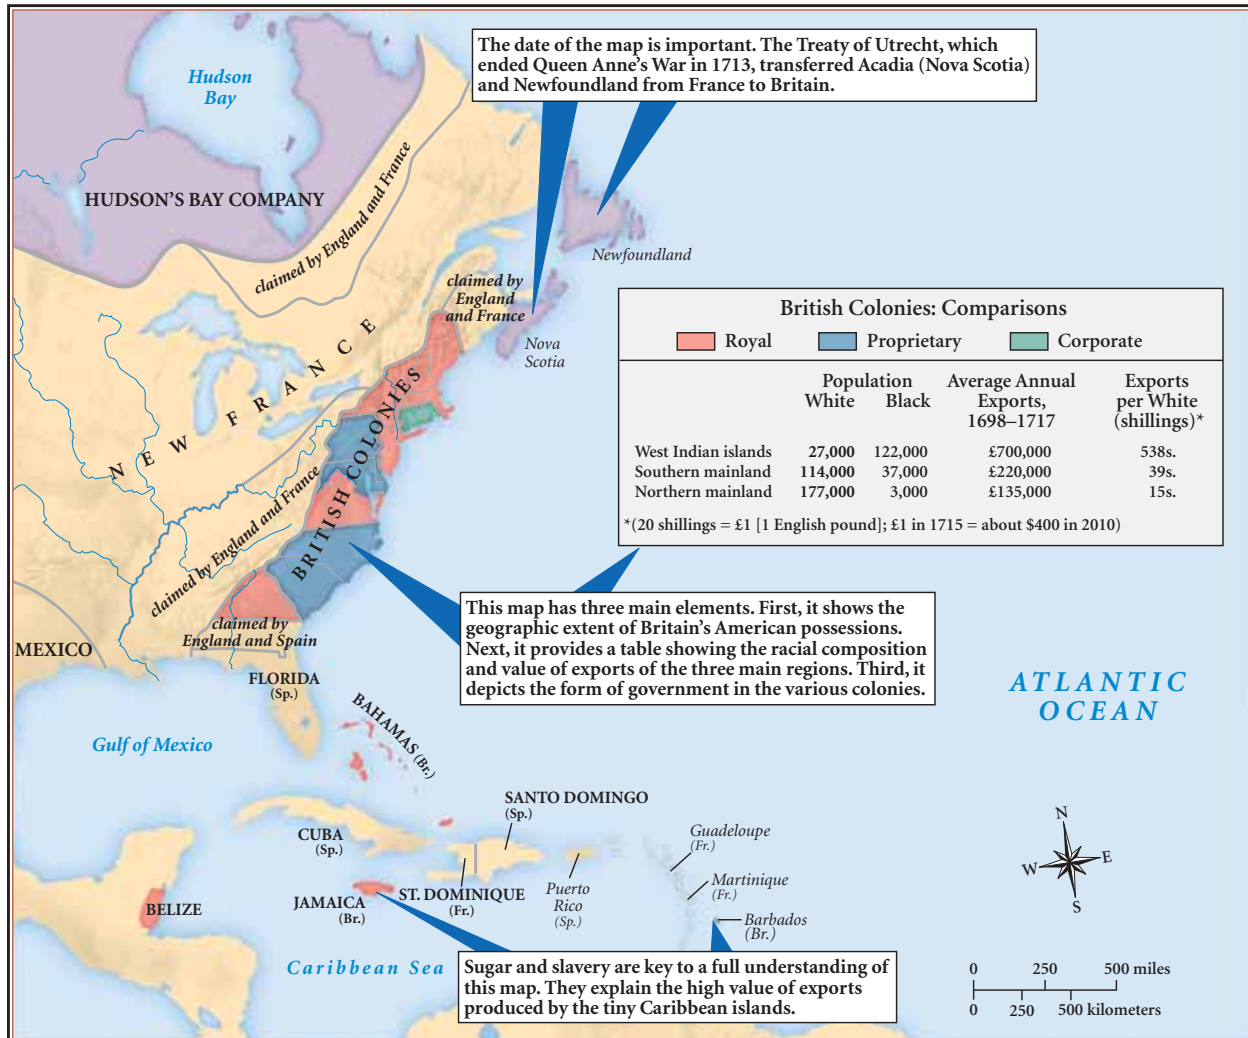 The date of the map is important. The Treaty of Utrecht, which
ended Queen Anne's War in 1713, transferred Acadia (Nova Scotia)
and Newfoundland from France to Britain.
Hudson
Bay
HUDSON'S BAY COMPANY
claimed by England and France
Newfoundland
claimed by
England
and France
Nova
Scotia
NEW FRANCE
BRITISH COLONIES
claimed by England and France
British Colonies: Comparisons
Royal Proprietary Corporate
Population Average Annual Exports
White Black Exports, per White
1698–1717 (shillings)*
West Indian islands 27,000 122,000 £700,000 538s.
Southern mainland 114,000 37,000 £220,000 39s.
Northern mainland 177,000 3,000 £135,000 15s.
*(20 shillings = £1 [1 English pound]; £1 in 1715 = about $400 in 2010)
This map has three main elements. First, it shows the
geographic extent of Britain's American possessions.
Next, it provides a table showing the racial composition
and value of exports of the three main regions. Third, it
depicts the form of government in the various colonies.
claimed by
England and Spain
MEXICO
FLORIDA
(Sp.)
ATLANTIC
OCEAN
Gulf of Mexico
BAHAMAS (Br.)
CUBA
(Sp.)
SANTO DOMINGO
(Sp.)
Guadeloupe
(Fr.)
Martinique
(Fr.)
Barbados
(Br.)
BELIZE
JAMAICA
(Br.)
ST. DOMINIQUE
(Fr.)
Puerto
Rico
(Sp.)
Caribbean Sea
Sugar and slavery are key to a full understanding of
this map. They explain the high value of exports
produced by the tiny Caribbean islands.
N
W E
S
0 250 500 miles
0 250 500 kilometers